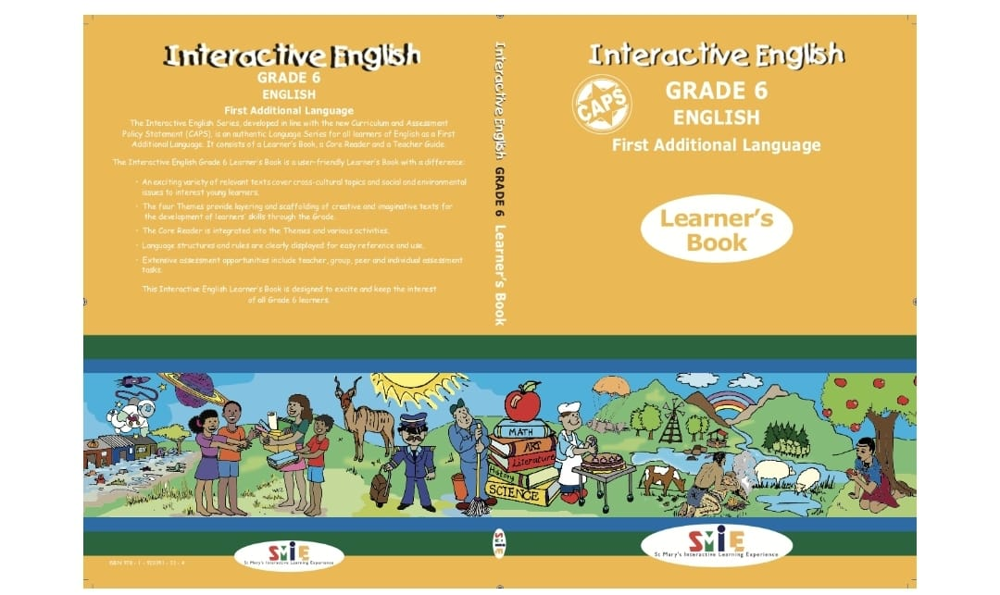 Interactive English
GRADE 6
ENGLISH
First Additional Language
The Interactive English Series, developed in line with the new Curriculum and Assessment
Policy Statement (CAPS), is an authentic Language Series for all learners of English as a First
Additional Language. It consists of a Learner's Book, a Core Reader and a Teacher Guide.
The Interactive English Grade 6 Learner's Book is a user-friendly Learner's Book with a difference:
• An exciting variety of relevant texts cover cross-cultural topics and social and environmental
issues to interest young learners.
• The four Themes provide layering and scaffolding of creative and imaginative texts for
the development of learners' skills through the Grade.
• The Core Reader is integrated into the Themes and various activities.
• Language structures and rules are clearly displayed for easy reference and use.
• Extensive assessment opportunities include teacher, group, peer and individual assessment
tasks.
This Interactive English Learner's Book is designed to excite and keep the interest
of all Grade 6 learners.
SMiE
St Mary's Interactive Learning Experience
Interactive English GRADE 6 Learner's Book
SMiE
Interactive English
CAPS
GRADE 6
ENGLISH
First Additional Language
Learner's
Book
MATH
ART
Literature
History
SCIENCE
SMiE
St Mary's Interactive Learning Experience